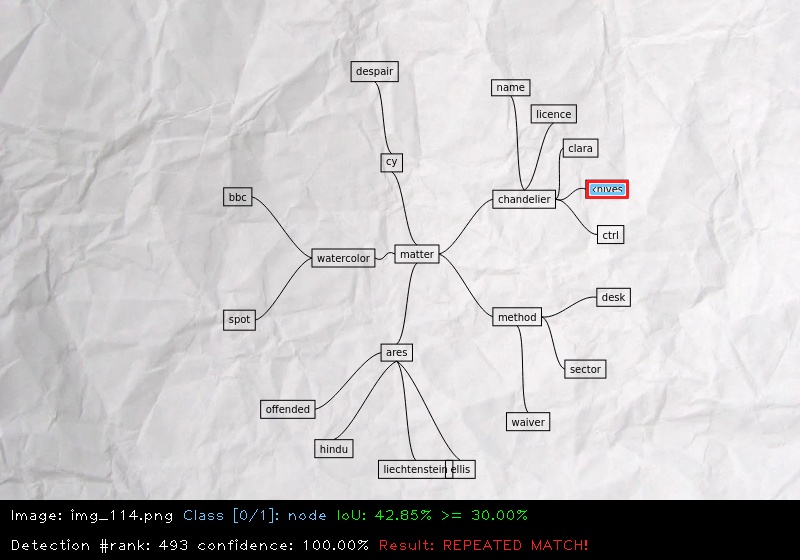 despair
name
licence
clara
cy
knives
bbc
chandelier
ctrl
watercolor
matter
desk
spot
method
ares
sector
offended
waiver
hindu
liechtenstein
ellis
Image: img_114.png Class [0/1]: node IoU: 42.85% >= 30.00%
Detection #rank: 493 confidence: 100.00% Result: REPEATED MATCH!